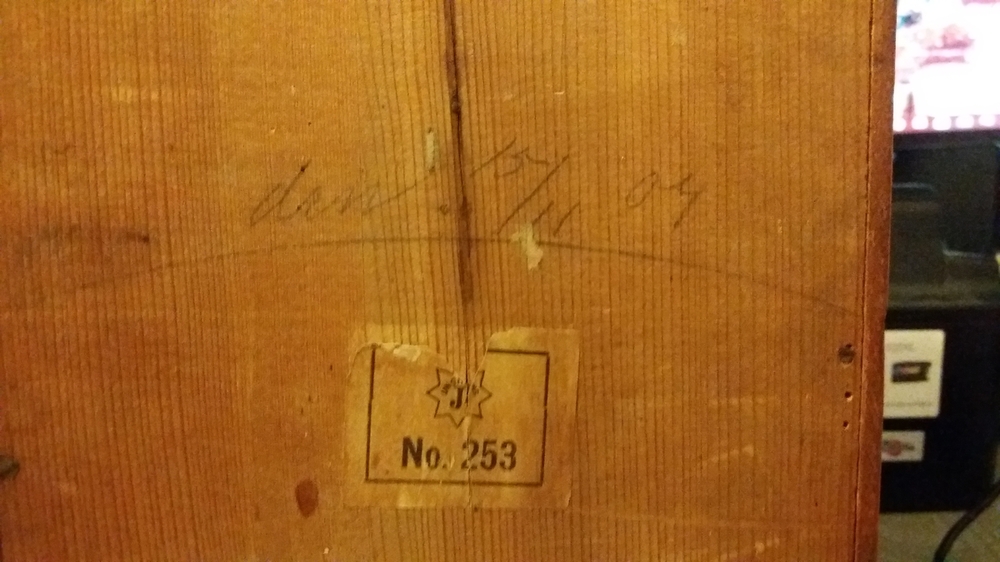 den 15/11 04
J
No. 253